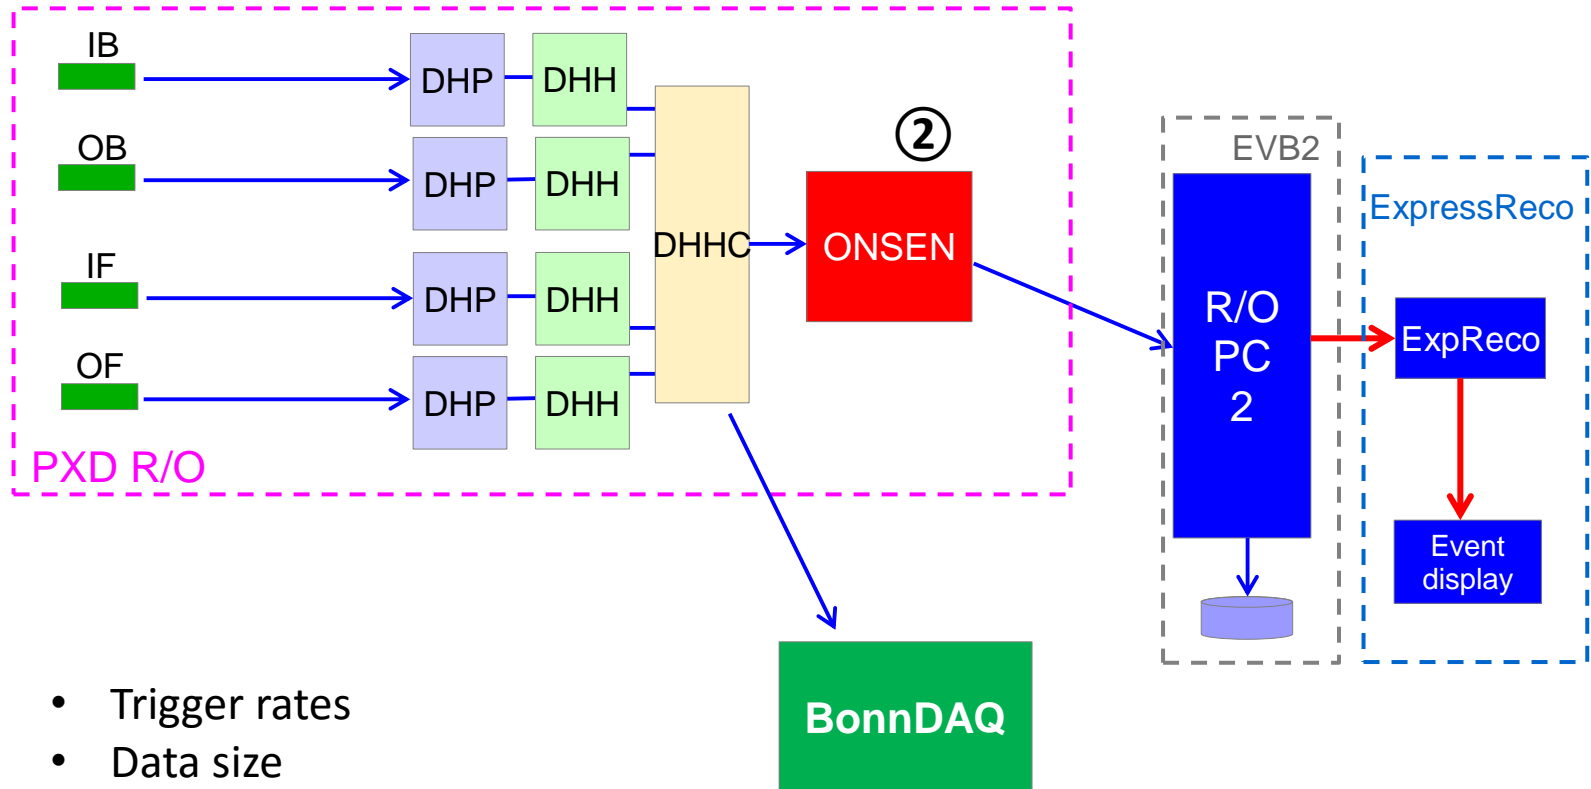 IB
DHP
DHH
OB
DHP
DHH
②
EVB2
ExpressReco
DHHC
ONSEN
IF
DHP
DHH
R/O
PC
2
ExpReco
OF
DHP
DHH
PXD R/O
Event
display
BonnDAQ
• Trigger rates
• Data size